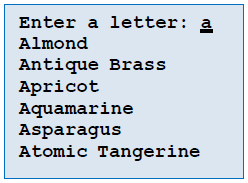 Enter a letter: a
Almond
Antique Brass
Apricot
Aquamarine
Asparagus
Atomic Tangerine